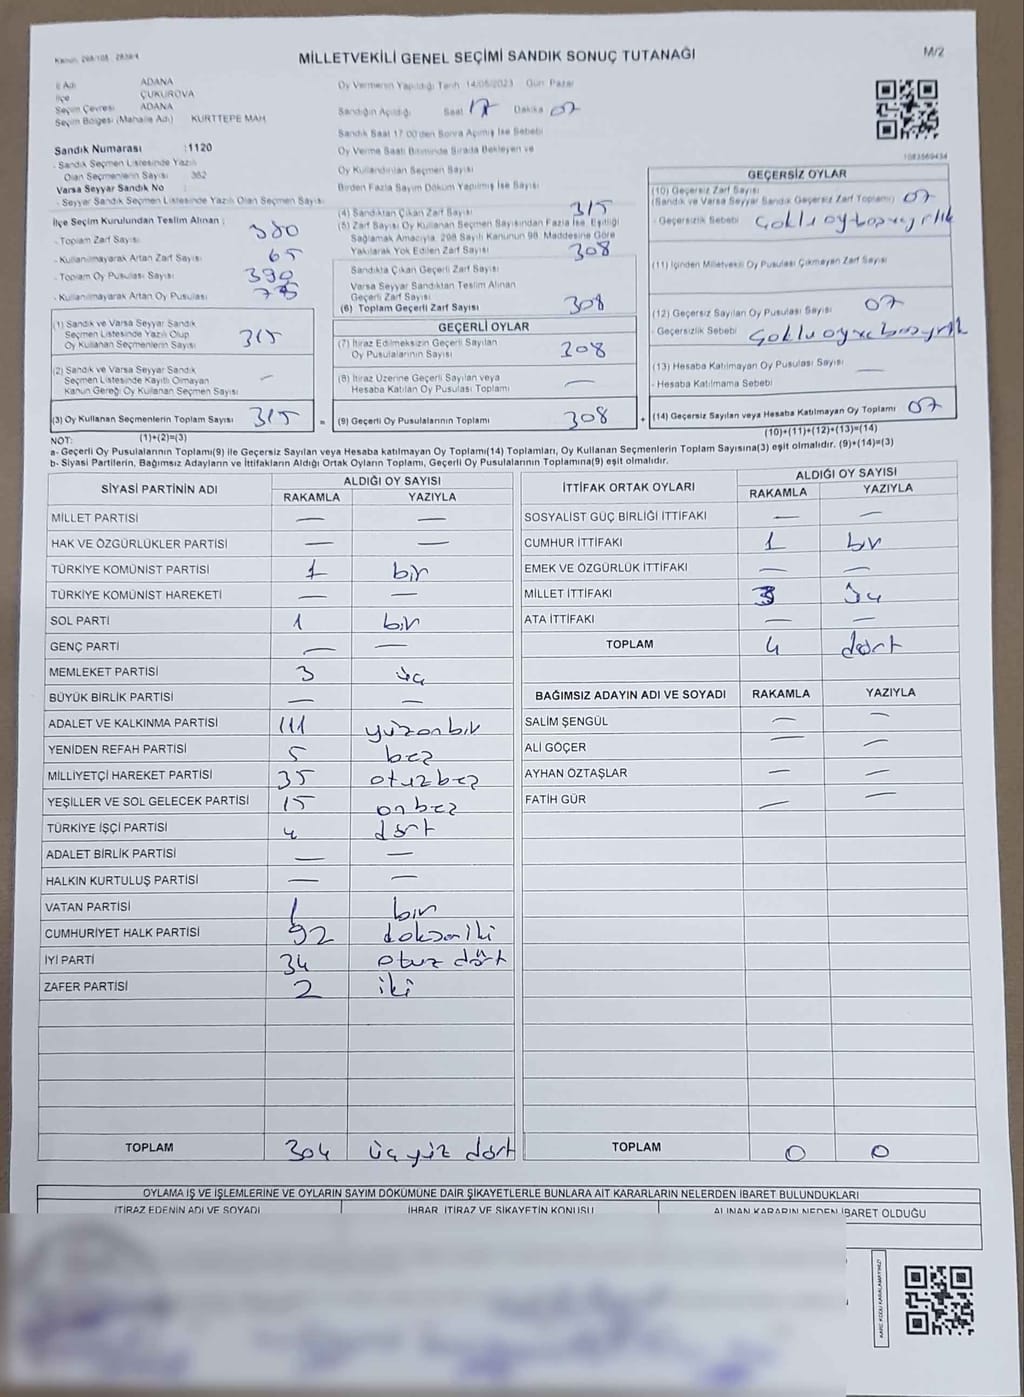 Kanun: 298/105 2839/4
MİLLETVEKİLİ GENEL SEÇİMİ SANDIK SONUÇ TUTANAĞI
M/2
İl Adı ADANA
İlçe ÇUKUROVA
Seçim Çevresi ADANA
Seçim Bölgesi (Mahalle Adı) KURTTEPE MAH.
Sandık Numarası :1120
- Sandık Seçmen Listesinde Yazılı
Olan Seçmenlerin Sayısı 362
Varsa Seyyar Sandık No :
- Seyyar Sandık Seçmen Listesinde Yazılı Olan Seçmen Sayısı:
İlçe Seçim Kurulundan Teslim Alınan :
- Toplam Zarf Sayısı 380
- Kullanılmayarak Artan Zarf Sayısı 65
- Toplam Oy Pusulası Sayısı 390
- Kullanılmayarak Artan Oy Pusulası
(1) Sandık ve Varsa Seyyar Sandık
Seçmen Listesinde Yazılı Olup
Oy Kullanan Seçmenlerin Sayısı 315
(2) Sandık ve Varsa Seyyar Sandık
Seçmen Listesinde Kayıtlı Olmayan
Kanun Gereği Oy Kullanan Seçmen Sayısı —
(3) Oy Kullanan Seçmenlerin Toplam Sayısı 315
Oy Vermenin Yapıldığı Tarih 14/05/2023 Gün Pazar
Sandığın Açıldığı Saat 17 Dakika 07
Sandık Saat 17:00'den Sonra Açılmış İse Sebebi
Oy Verme Saati Bitiminde Sırada Bekleyen ve
Oy Kullandırılan Seçmen Sayısı
Birden Fazla Sayım Döküm Yapılmış İse Sayısı
(4) Sandıktan Çıkan Zarf Sayısı 315
(5) Zarf Sayısı Oy Kullanan Seçmen Sayısından Fazla İse, Eşitliği
Sağlamak Amacıyla, 298 Sayılı Kanunun 98. Maddesine Göre
Yakılarak Yok Edilen Zarf Sayısı 308
Sandıkta Çıkan Geçerli Zarf Sayısı
Varsa Seyyar Sandıktan Teslim Alınan
Geçerli Zarf Sayısı
(6) Toplam Geçerli Zarf Sayısı 308
GEÇERLİ OYLAR
(7) İtiraz Edilmeksizin Geçerli Sayılan
Oy Pusulalarının Sayısı 308
(8) İtiraz Üzerine Geçerli Sayılan veya
Hesaba Katılan Oy Pusulası Toplamı —
= (9) Geçerli Oy Pusulalarının Toplamı 308
1083569434
GEÇERSİZ OYLAR
(10) Geçersiz Zarf Sayısı
(Sandık ve Varsa Seyyar Sandık Geçersiz Zarf Toplamı) 07
- Geçersizlik Sebebi
(11) İçinden Milletvekili Oy Pusulası Çıkmayan Zarf Sayısı
(12) Geçersiz Sayılan Oy Pusulası Sayısı 07
- Geçersizlik Sebebi
(13) Hesaba Katılmayan Oy Pusulası Sayısı —
- Hesaba Katılmama Sebebi
+ (14) Geçersiz Sayılan veya Hesaba Katılmayan Oy Toplamı 07
NOT: (1)+(2)=(3) (10)+(11)+(12)+(13)=(14)
a- Geçerli Oy Pusulalarının Toplamı(9) ile Geçersiz Sayılan veya Hesaba katılmayan Oy Toplamı(14) Toplamları, Oy Kullanan Seçmenlerin Toplam Sayısına(3) eşit olmalıdır. (9)+(14)=(3)
b- Siyasi Partilerin, Bağımsız Adayların ve İttifakların Aldığı Ortak Oyların Toplamı, Geçerli Oy Pusulalarının Toplamına(9) eşit olmalıdır.
SİYASİ PARTİNİN ADI ALDIĞI OY SAYISI
RAKAMLA YAZIYLA
MİLLET PARTİSİ — —
HAK VE ÖZGÜRLÜKLER PARTİSİ — —
TÜRKİYE KOMÜNİST PARTİSİ 1 bir
TÜRKİYE KOMÜNİST HAREKETİ — —
SOL PARTİ 1 bir
GENÇ PARTİ — —
MEMLEKET PARTİSİ 3 üç
BÜYÜK BİRLİK PARTİSİ — —
ADALET VE KALKINMA PARTİSİ 111 yüzonbir
YENİDEN REFAH PARTİSİ 5 beş
MİLLİYETÇİ HAREKET PARTİSİ 35 otuzbeş
YEŞİLLER VE SOL GELECEK PARTİSİ 15 onbeş
TÜRKİYE İŞÇİ PARTİSİ 4 dört
ADALET BİRLİK PARTİSİ — —
HALKIN KURTULUŞ PARTİSİ — —
VATAN PARTİSİ 1 bir
CUMHURİYET HALK PARTİSİ 92 doksaniki
İYİ PARTİ 34 otuz dört
ZAFER PARTİSİ 2 iki
TOPLAM 304 üçyüz dört
İTTİFAK ORTAK OYLARI ALDIĞI OY SAYISI
RAKAMLA YAZIYLA
SOSYALİST GÜÇ BİRLİĞİ İTTİFAKI — —
CUMHUR İTTİFAKI 1 bir
EMEK VE ÖZGÜRLÜK İTTİFAKI — —
MİLLET İTTİFAKI 3 üç
ATA İTTİFAKI — —
TOPLAM 4 dört
BAĞIMSIZ ADAYIN ADI VE SOYADI RAKAMLA YAZIYLA
SALİM ŞENGÜL — —
ALİ GÖÇER — —
AYHAN ÖZTAŞLAR — —
FATİH GÜR — —
TOPLAM 0 0
OYLAMA İŞ VE İŞLEMLERİNE VE OYLARIN SAYIM DÖKÜMÜNE DAİR ŞİKAYETLERLE BUNLARA AİT KARARLARIN NELERDEN İBARET BULUNDUKLARI
İTİRAZ EDENİN ADI VE SOYADI İHBAR, İTİRAZ VE ŞİKAYETİN KONUSU ALINAN KARARIN NEDEN İBARET OLDUĞU
KARE KODU KARALAMAYINIZ!